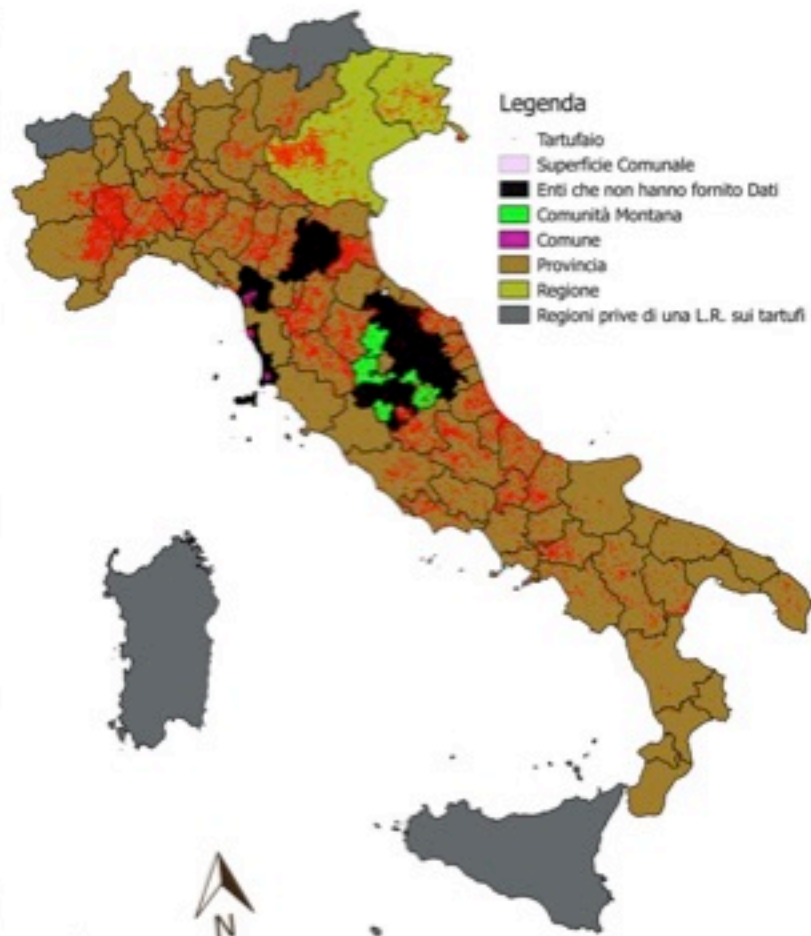 Legenda
Tartufaio
Superficie Comunale
Enti che non hanno fornito Dati
Comunità Montana
Comune
Provincia
Regione
Regioni prive di una L.R. sui tartufi
N